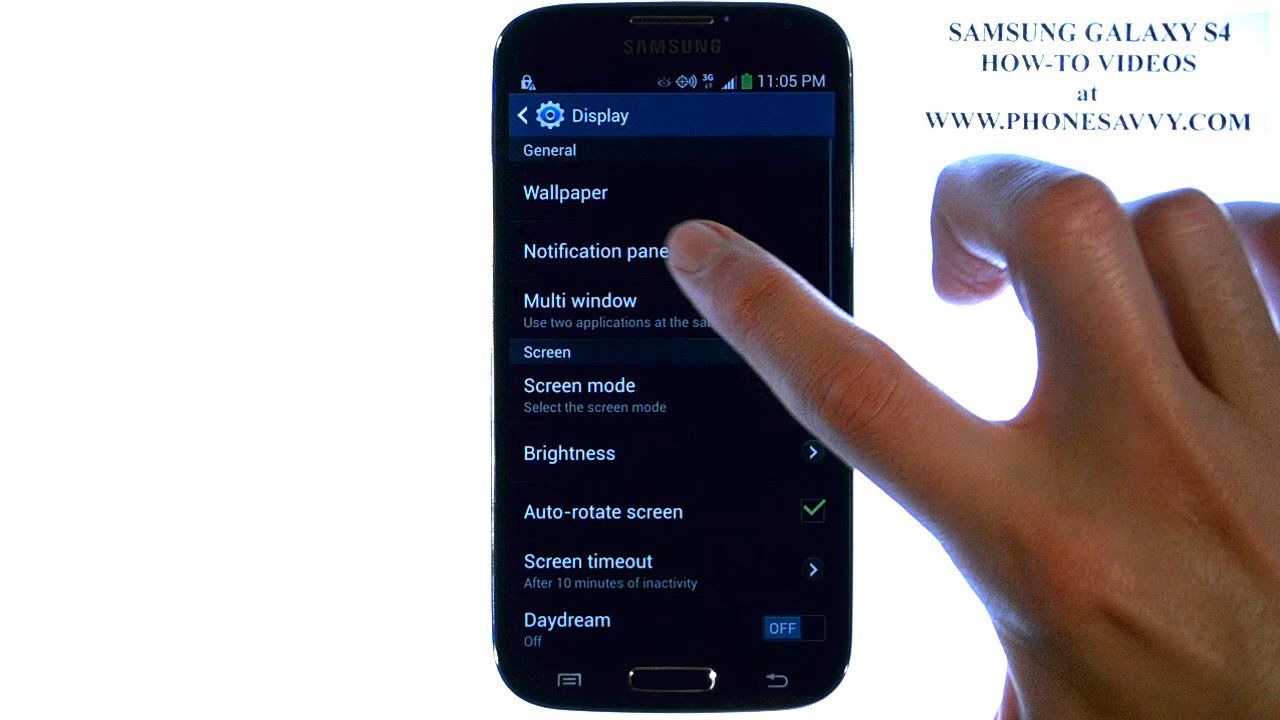 SAMSUNG GALAXY S4
HOW-TO VIDEOS
at
WWW.PHONESAVVY.COM
SAMSUNG
3G 11:05 PM
Display
General
Wallpaper
Notification pane
Multi window
Use two applications at the sa
Screen
Screen mode
Select the screen mode
Brightness
Auto-rotate screen
Screen timeout
After 10 minutes of inactivity
Daydream
OFF
Off